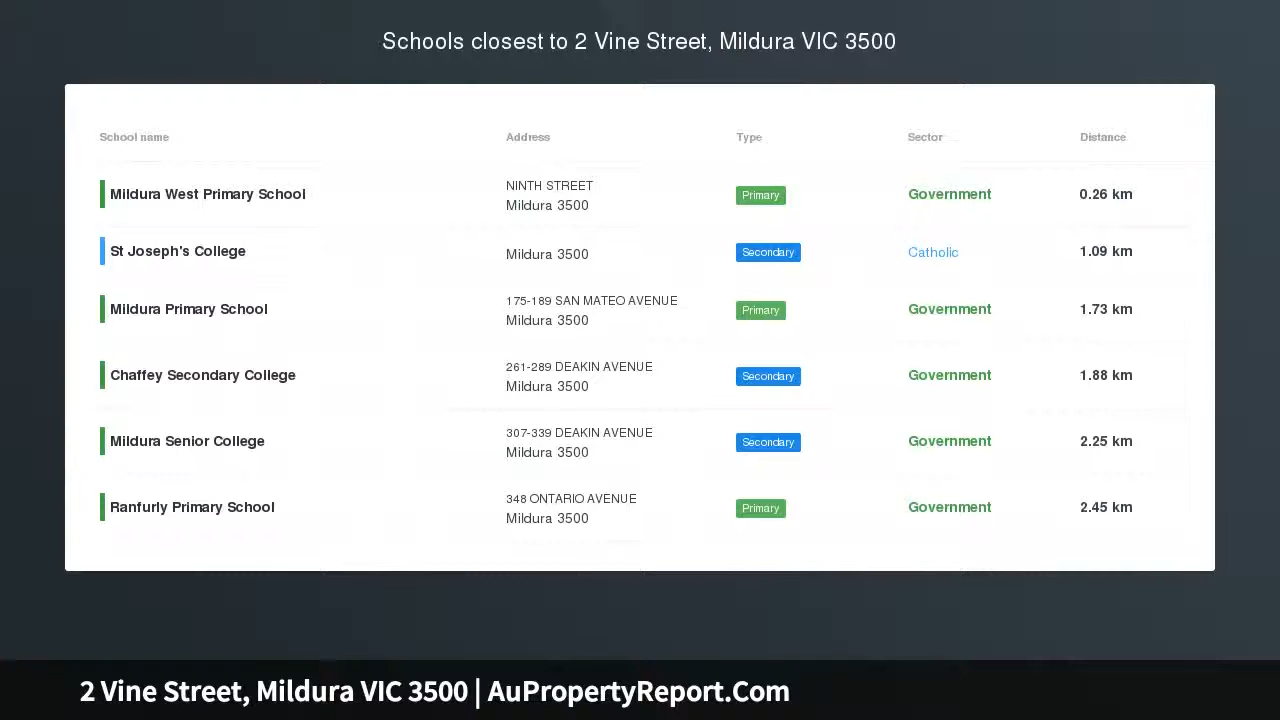 Schools closest to 2 Vine Street, Mildura VIC 3500
School name Address Type Sector Distance
Mildura West Primary School NINTH STREET Mildura 3500 Primary Government 0.26 km
St Joseph's College Mildura 3500 Secondary Catholic 1.09 km
Mildura Primary School 175-189 SAN MATEO AVENUE Mildura 3500 Primary Government 1.73 km
Chaffey Secondary College 261-289 DEAKIN AVENUE Mildura 3500 Secondary Government 1.88 km
Mildura Senior College 307-339 DEAKIN AVENUE Mildura 3500 Secondary Government 2.25 km
Ranfurly Primary School 348 ONTARIO AVENUE Mildura 3500 Primary Government 2.45 km
2 Vine Street, Mildura VIC 3500 | AuPropertyReport.Com